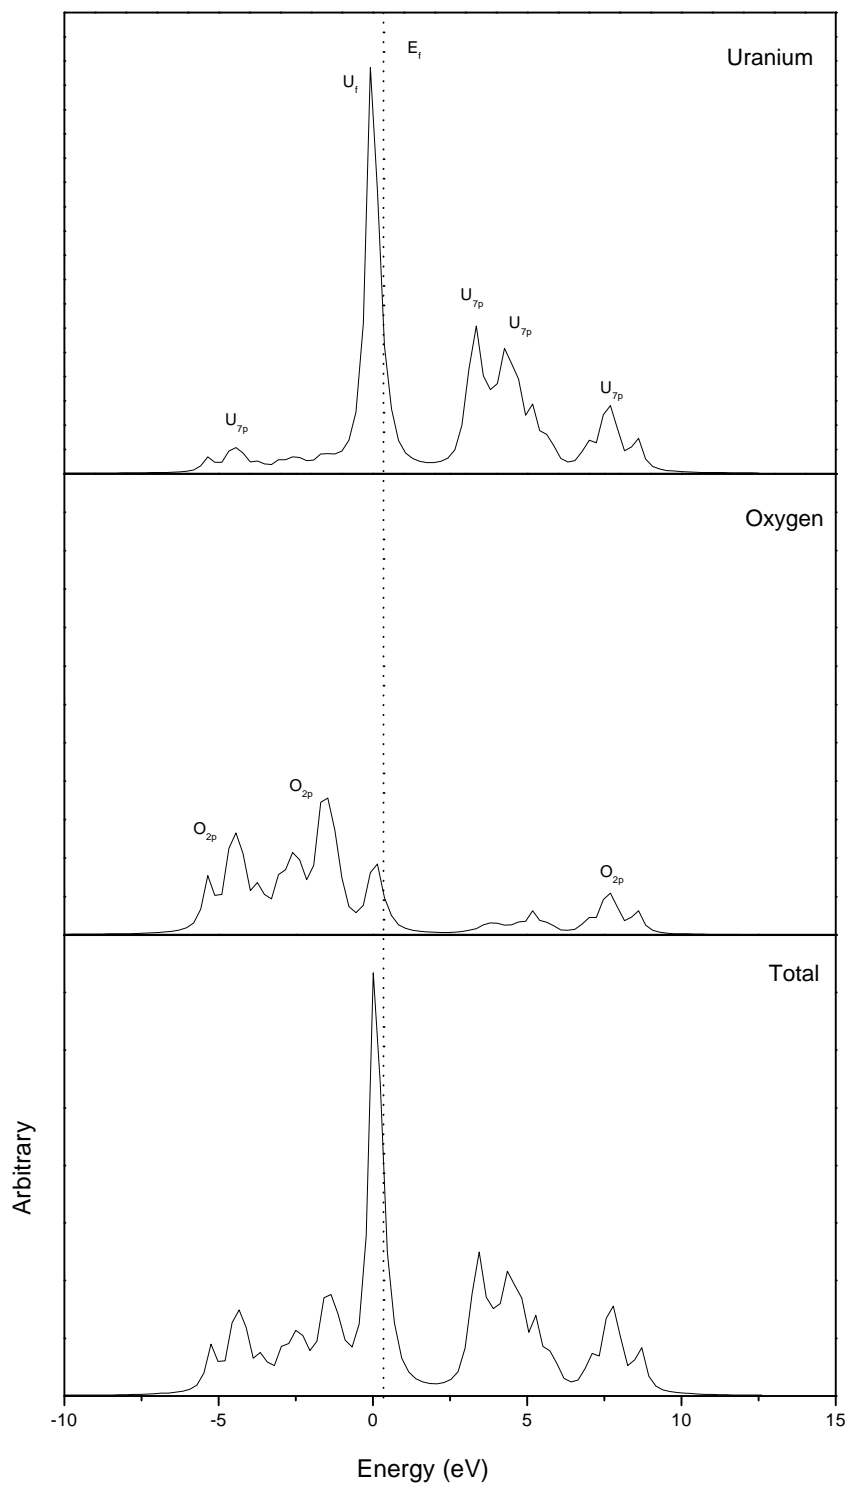 E_f
Uranium
U_f
U_7p
U_7p
U_7p
U_7p
Oxygen
O_2p
O_2p
O_2p
Total
Arbitrary
-10 -5 0 5 10 15
Energy (eV)